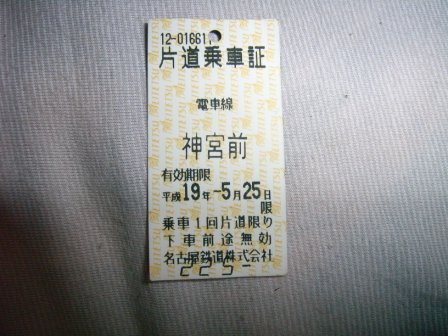 12-01661
片道乗車証
電車線
神宮前
有効期限
平成19年-5月25日
限
乗車1回片道限り
下車前途無効
名古屋鉄道株式会社
225-